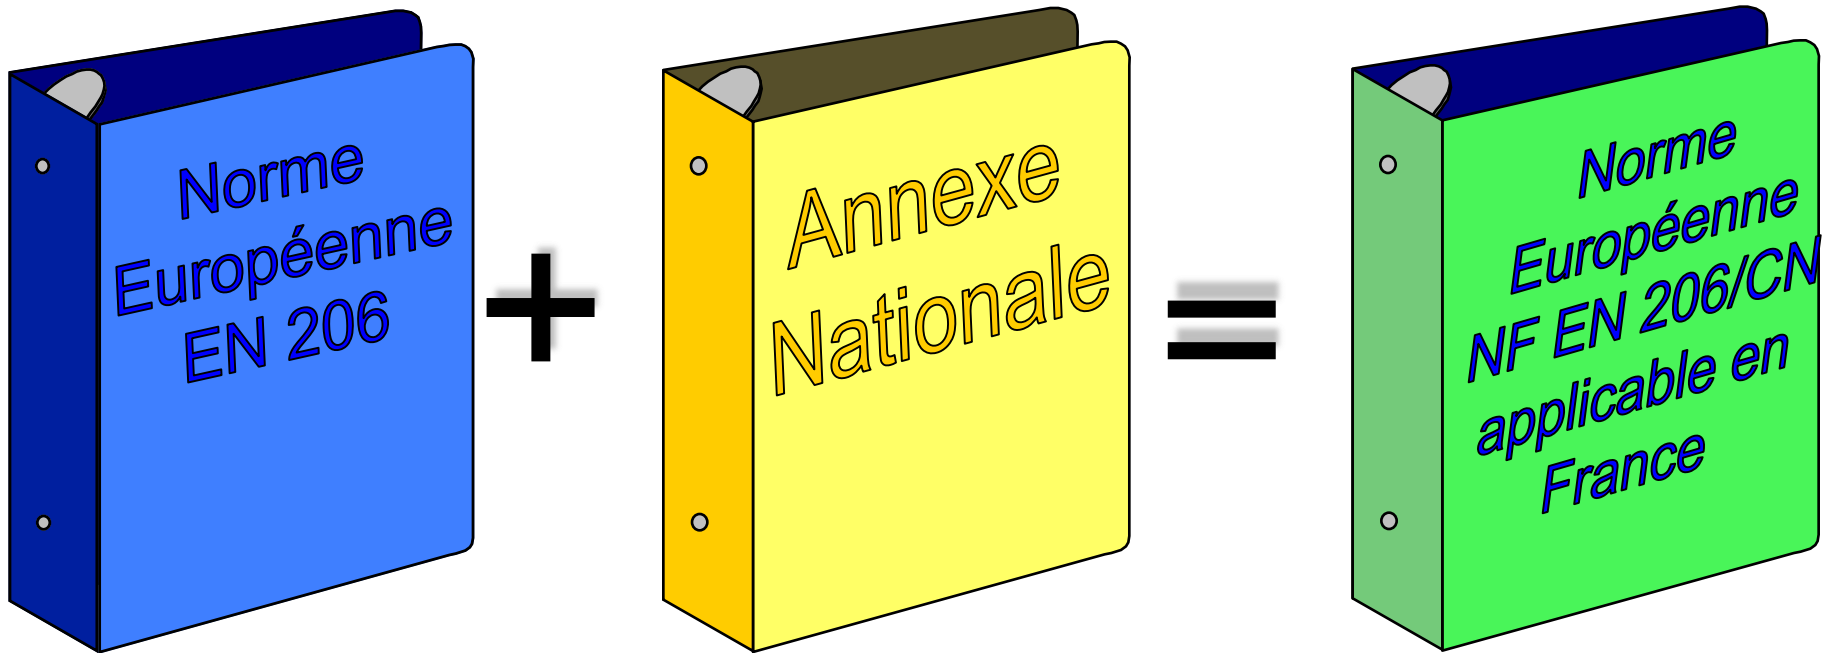 Norme
Européenne
EN 206
+
Annexe
Nationale
=
Norme
Européenne
NF EN 206/CN
applicable en
France